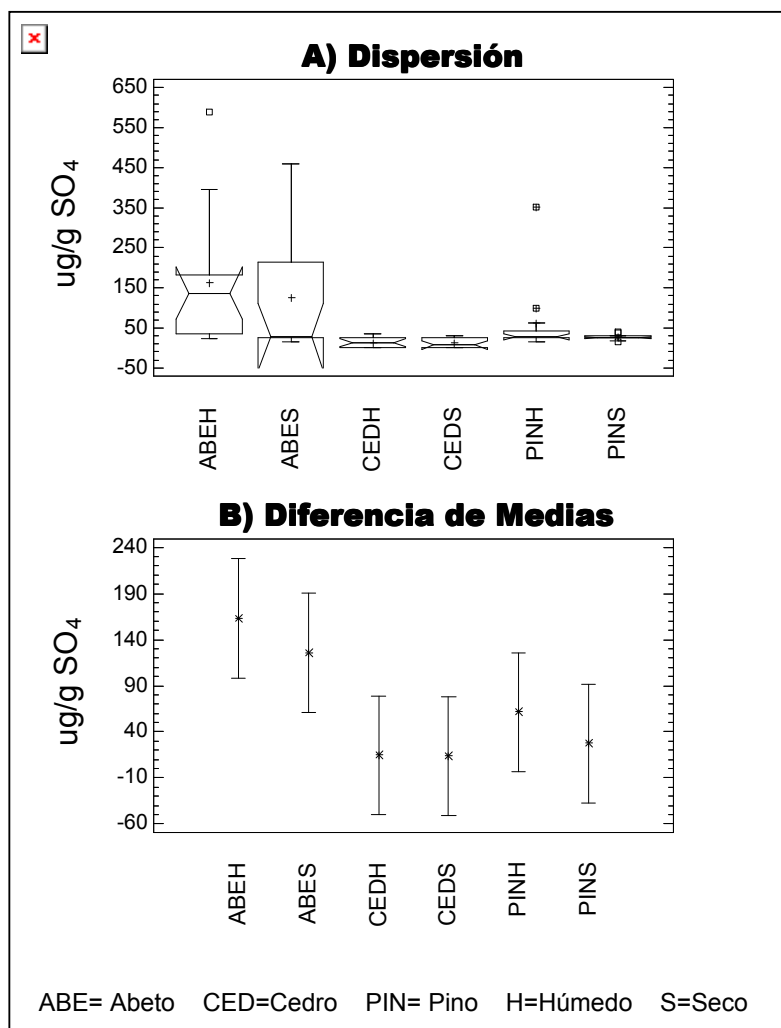 A) Dispersión
650
550
450
350
250
150
50
-50
ug/g SO₄
ABEH
ABES
CEDH
CEDS
PINH
PINS
B) Diferencia de Medias
240
190
140
90
40
-10
-60
ug/g SO₄
ABEH
ABES
CEDH
CEDS
PINH
PINS
ABE= Abeto CED=Cedro PIN= Pino H=Húmedo S=Seco